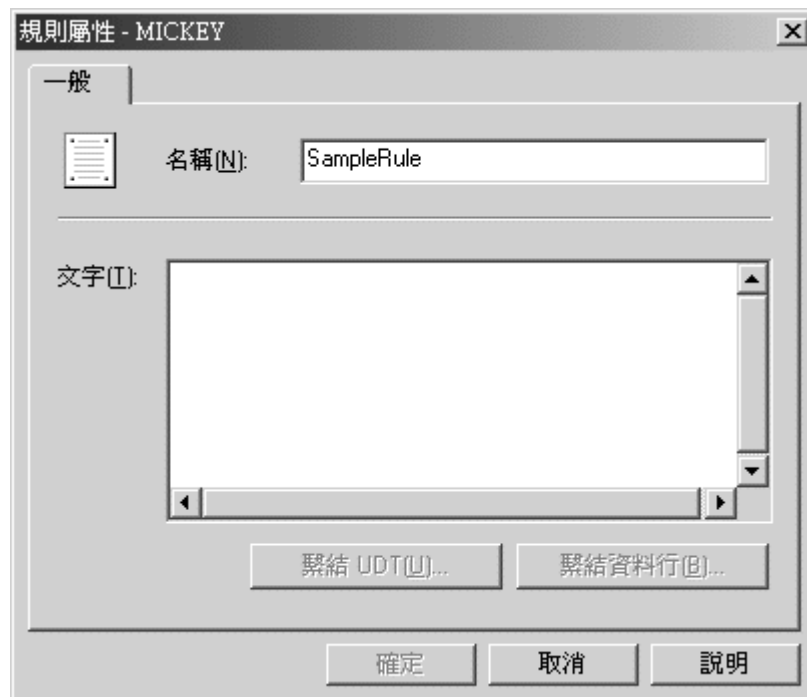 規則屬性 - MICKEY
一般
名稱(N): SampleRule
文字(T):
繫結 UDT(U)... 繫結資料行(B)...
確定 取消 說明